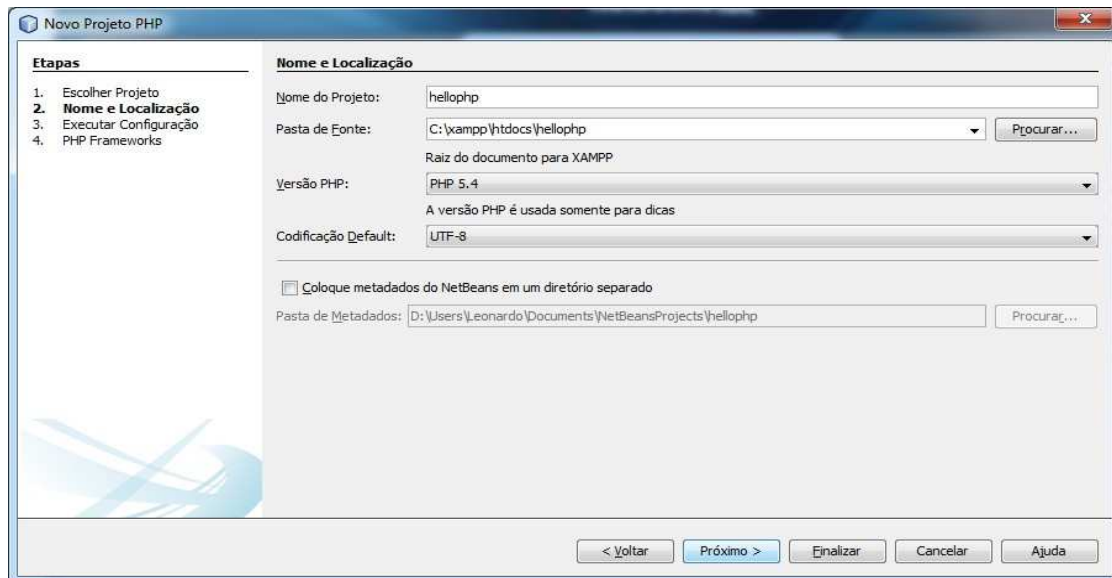 Novo Projeto PHP
Etapas
1. Escolher Projeto
2. Nome e Localização
3. Executar Configuração
4. PHP Frameworks
Nome e Localização
Nome do Projeto: hellophp
Pasta de Fonte: C:\xampp\htdocs\hellophp Procurar...
Raiz do documento para XAMPP
Versão PHP: PHP 5.4
A versão PHP é usada somente para dicas
Codificação Default: UTF-8
Coloque metadados do NetBeans em um diretório separado
Pasta de Metadados: D:\Users\Leonardo\Documents\NetBeansProjects\hellophp Procurar...
< Voltar Próximo > Finalizar Cancelar Ajuda